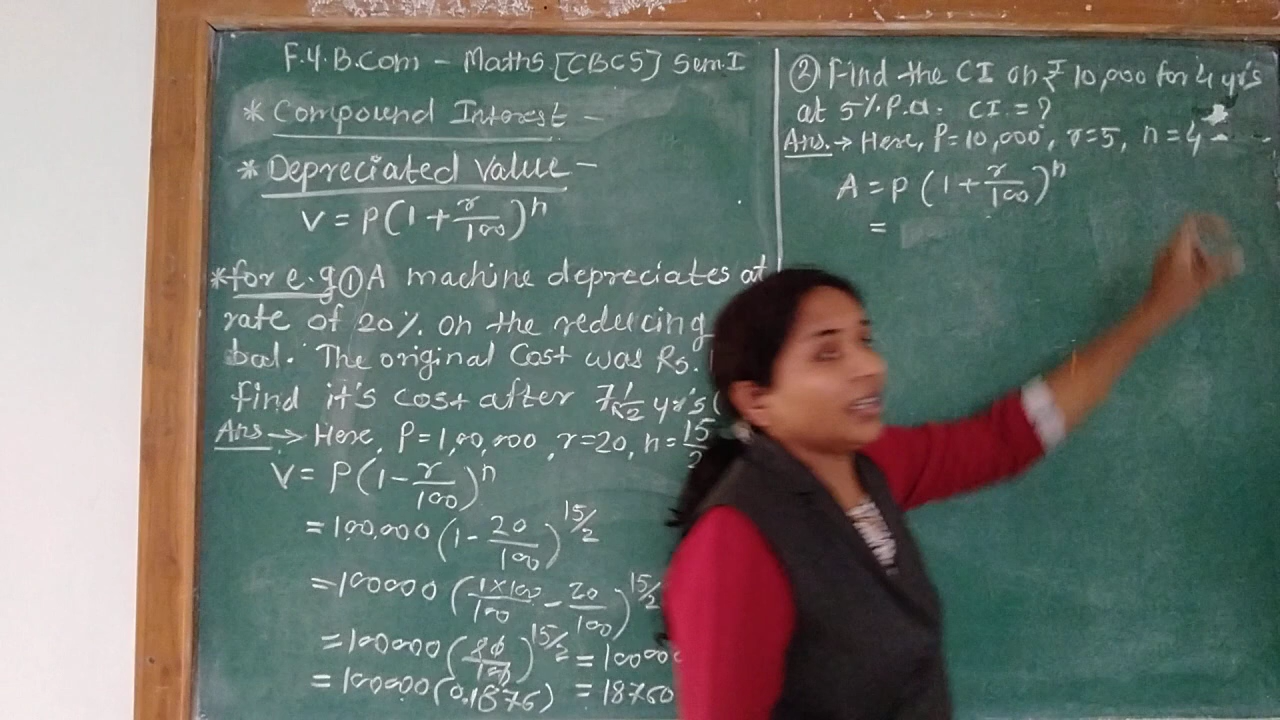 F.Y.B.Com - Maths [CBCS] Sem.I
* Compound Interest -
* Depreciated Value -
V = P(1 + r/100)^n
* for e.g ① A machine depreciates at
rate of 20% on the reducing
bal. The original Cost was Rs.
find it's cost after 7 1/2 yr's (
Ans → Here, P=1,00,000, r=20, n=15/2
V = P(1 - r/100)^n
= 100,000 (1 - 20/100)^15/2
= 100000 (1×100/100 - 20/100)^15/2
= 100000 (80/100)^15/2 = 100000
= 100000 (0.1876) = 18760
② Find the CI on ₹ 10,000 for 4 yr's
at 5% P.a. CI = ?
Ans. → Here, P=10,000, r=5, n=4
A = P (1 + r/100)^n
=